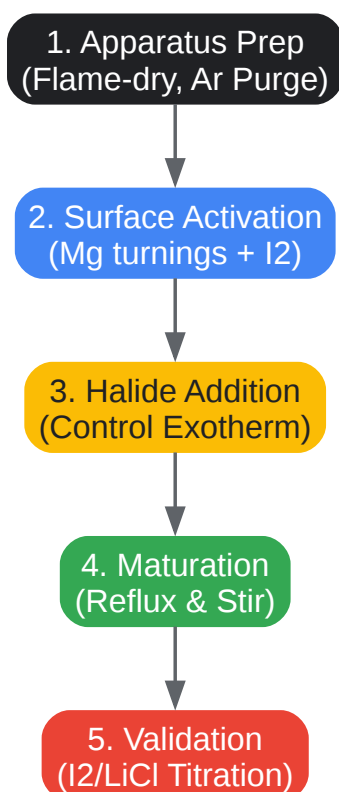 1. Apparatus Prep
(Flame-dry, Ar Purge)
2. Surface Activation
(Mg turnings + I2)
3. Halide Addition
(Control Exotherm)
4. Maturation
(Reflux & Stir)
5. Validation
(I2/LiCl Titration)